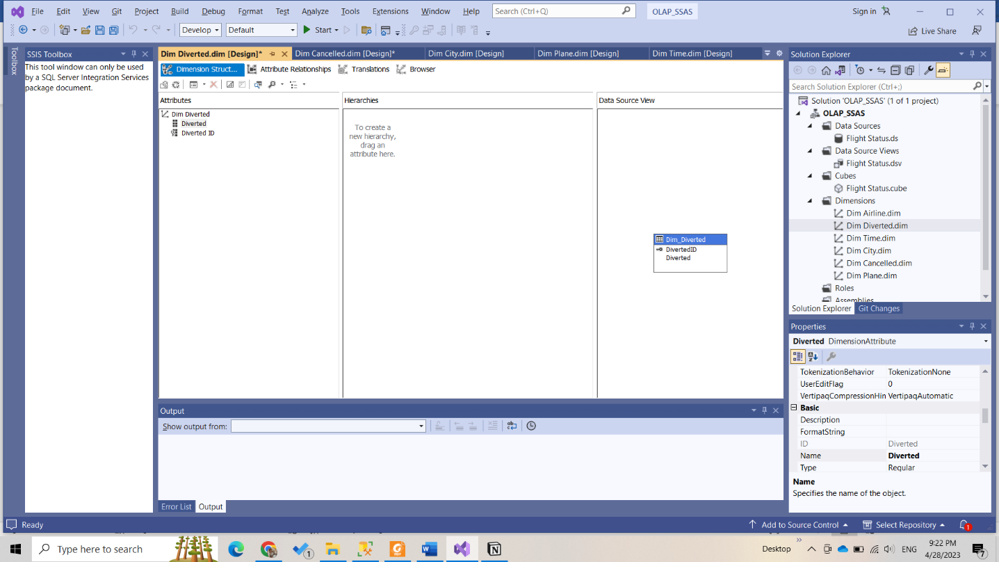 File Edit View Git Project Build Debug Format Test Analyze Tools Extensions Window Help Search (Ctrl+Q) OLAP_SSAS Sign in
Develop Default Start Live Share
Toolbox
SSIS Toolbox
This tool window can only be used
by a SQL Server Integration Services
package document.
Dim Diverted.dim [Design]* Dim Cancelled.dim [Design]* Dim City.dim [Design] Dim Plane.dim [Design] Dim Time.dim [Design]
Dimension Struct... Attribute Relationships Translations Browser
Attributes
Dim Diverted
Diverted
Diverted ID
Hierarchies
To create a
new hierarchy,
drag an
attribute here.
Data Source View
Dim_Diverted
DivertedID
Diverted
Output
Show output from:
Error List Output
Solution Explorer
Search Solution Explorer (Ctrl+;)
Solution 'OLAP_SSAS' (1 of 1 project)
OLAP_SSAS
Data Sources
Flight Status.ds
Data Source Views
Flight Status.dsv
Cubes
Flight Status.cube
Dimensions
Dim Airline.dim
Dim Diverted.dim
Dim Time.dim
Dim City.dim
Dim Cancelled.dim
Dim Plane.dim
Roles
Assemblies
Solution Explorer Git Changes
Properties
Diverted DimensionAttribute
TokenizationBehavior TokenizationNone
UserEditFlag 0
VertipaqCompressionHin VertipaqAutomatic
Basic
Description
FormatString
ID Diverted
Name Diverted
Type Regular
Name
Specifies the name of the object.
Ready Add to Source Control Select Repository 1
Type here to search 1 Desktop ENG 9:22 PM
4/28/2023 7